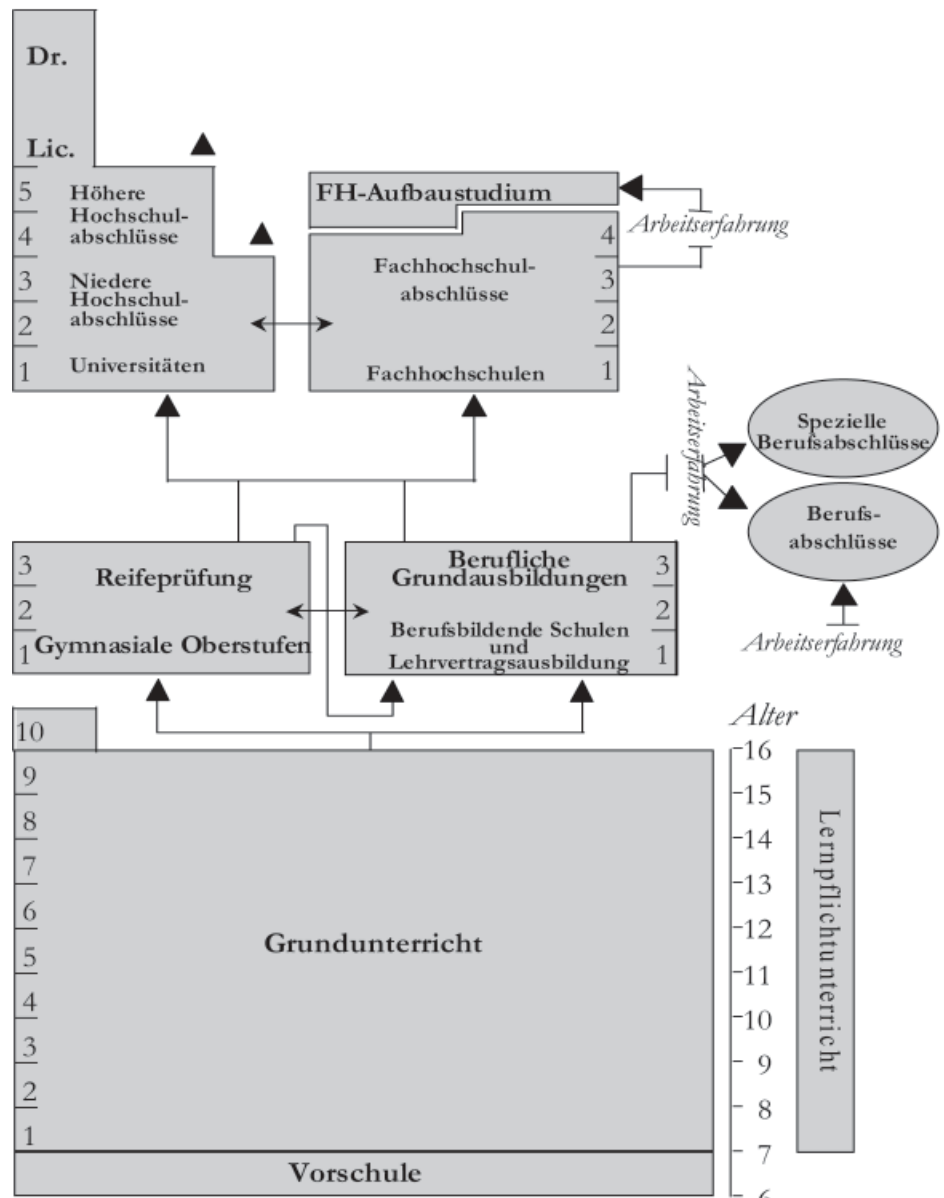 Dr.
Lic.
5
4
3
2
1
Höhere
Hochschul-
abschlüsse
Niedere
Hochschul-
abschlüsse
Universitäten
FH-Aufbaustudium
Arbeitserfahrung
4
3
2
1
Fachhochschul-
abschlüsse
Fachhochschulen
Arbeitserfahrung
Spezielle
Berufsabschlüsse
Berufs-
abschlüsse
Arbeitserfahrung
3
2
1
Reifeprüfung
Gymnasiale Oberstufen
Berufliche
Grundausbildungen
Berufsbildende Schulen
und
Lehrvertragsausbildung
3
2
1
10
9
8
7
6
5
4
3
2
1
Grundunterricht
Vorschule
Alter
16
15
14
13
12
11
10
9
8
7
6
Lernpflichtunterricht